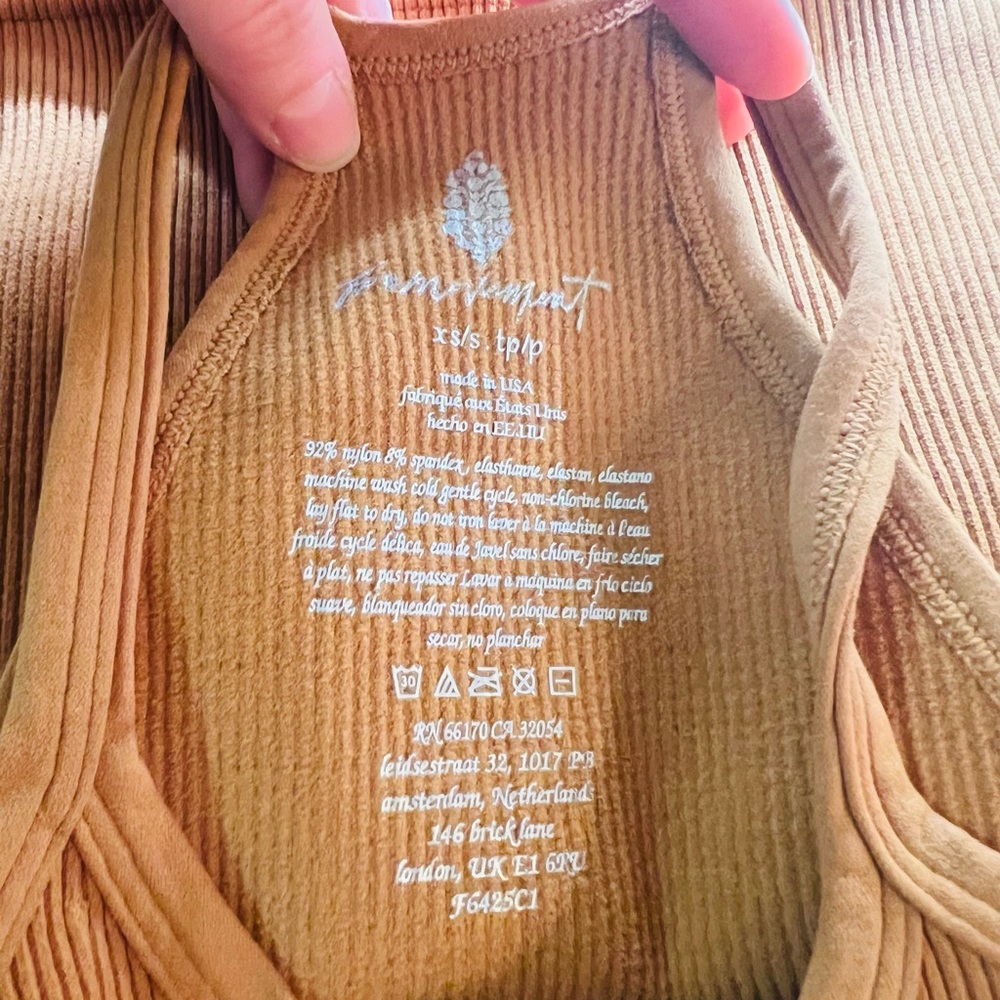 fpmovement
xs/s . tp/p
made in USA
fabriqué aux États Unis
hecho en EE.UU
92% nylon 8% spandex, elasthanne, elastan, elastano
machine wash cold gentle cycle, non-chlorine bleach,
lay flat to dry, do not iron laver à la machine à l'eau
froide cycle délica, eau de Javel sans chlore, faire sécher
à plat, ne pas repasser Lavar a máquina en frío ciclo
suave, blanqueador sin cloro, coloque en plano para
secar, no planchar
30
RN 66170 CA 32054
leidsestraat 32, 1017 PB
amsterdam, Netherlands
146 brick lane
london, UK E1 6RU
F6425C1